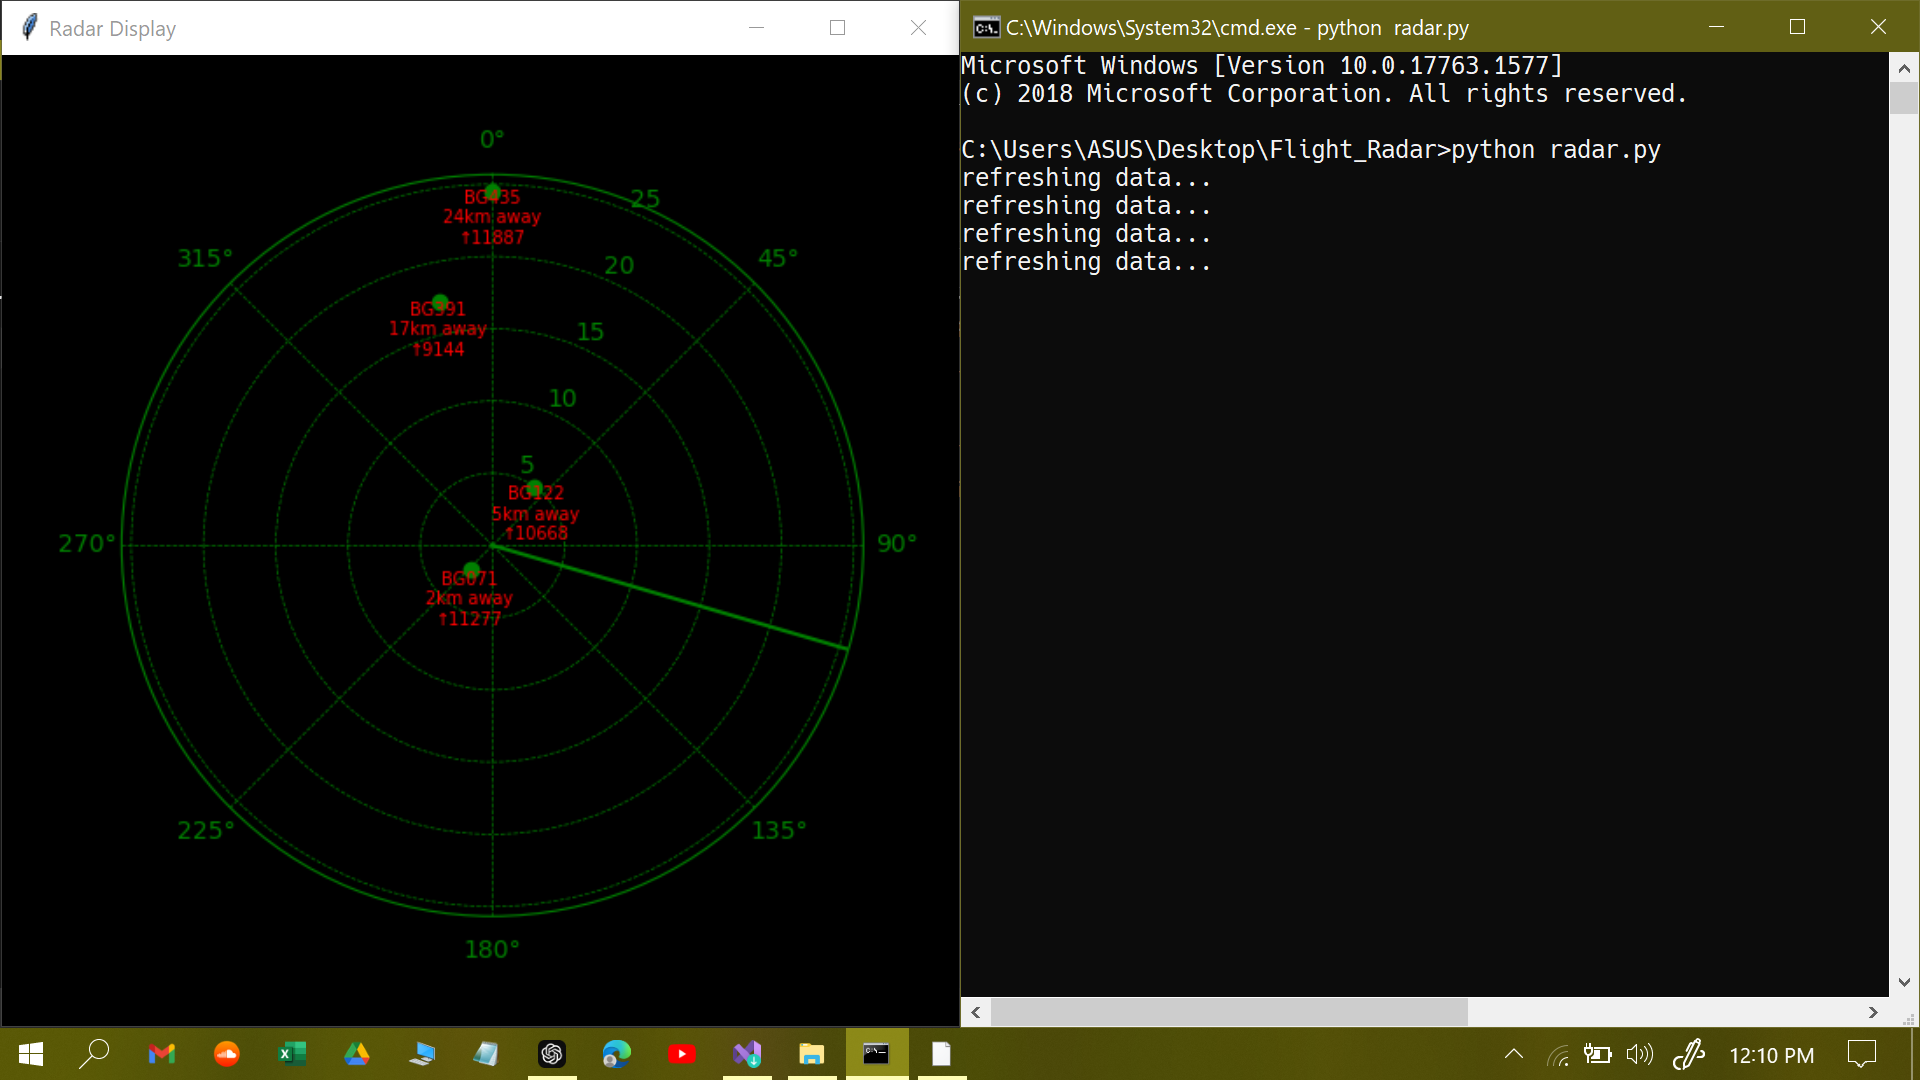 Radar Display
0°
BG435
24km away
↑11887
25
315°
45°
20
BG391
17km away
↑9144
15
10
5
BG122
5km away
↑10668
270°
90°
BG071
2km away
↑11277
225°
135°
180°
C:\Windows\System32\cmd.exe - python  radar.py
Microsoft Windows [Version 10.0.17763.1577]
(c) 2018 Microsoft Corporation. All rights reserved.
C:\Users\ASUS\Desktop\Flight_Radar>python radar.py
refreshing data...
refreshing data...
refreshing data...
refreshing data...
12:10 PM